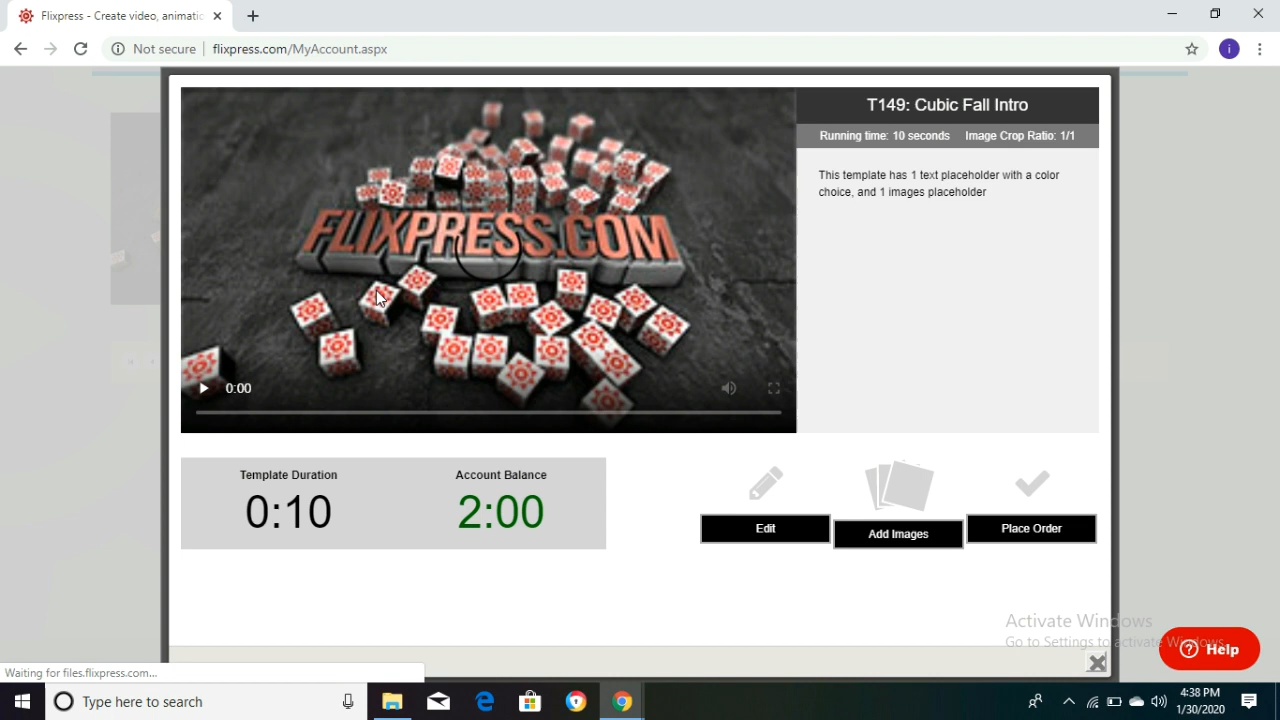 Flixpress - Create video, animatic
Not secure
flixpress.com/MyAccount.aspx
i
T149: Cubic Fall Intro
Running time: 10 seconds Image Crop Ratio: 1/1
This template has 1 text placeholder with a color
choice, and 1 images placeholder
FLIXPRESS.COM
0:00
Template Duration
0:10
Account Balance
2:00
Edit
Add Images
Place Order
Activate Windows
Go to Settings to activate Windows.
Help
Waiting for files.flixpress.com...
Type here to search
4:38 PM
1/30/2020